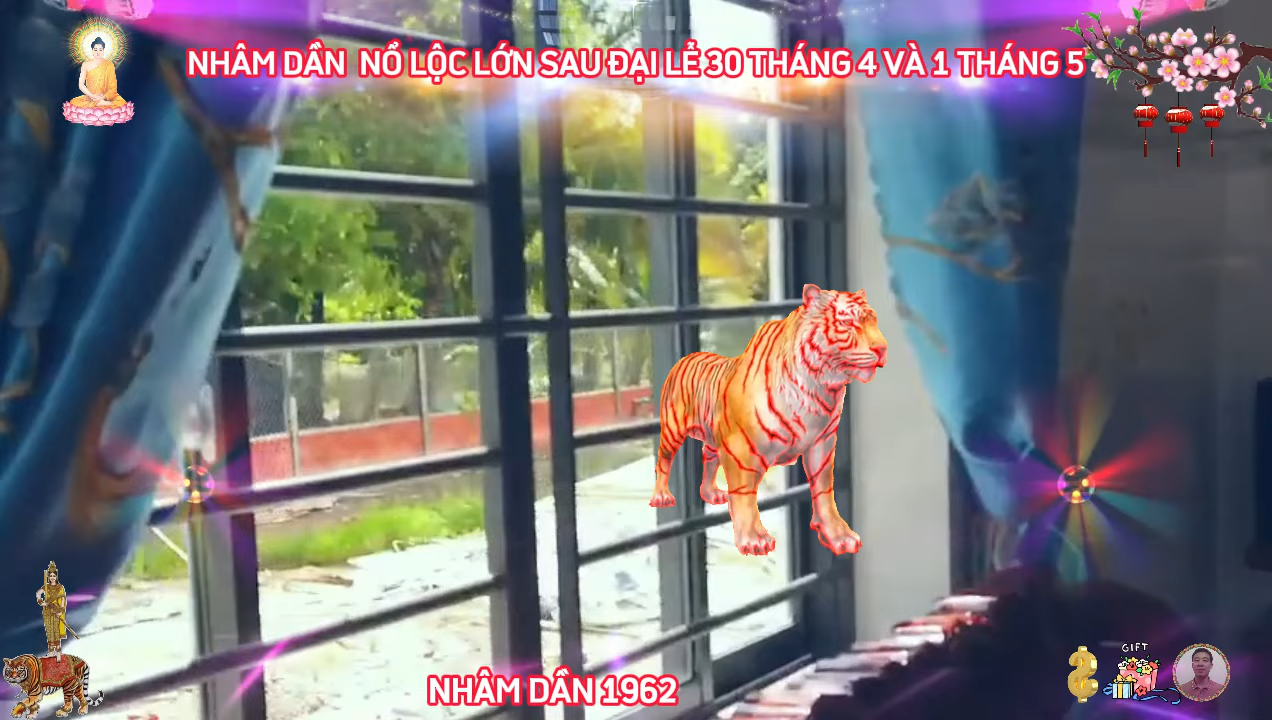 NHÂM DẦN NỔ LỘC LỚN SAU ĐẠI LỄ 30 THÁNG 4 VÀ 1 THÁNG 5
GIFT
NHÂM DẦN 1962